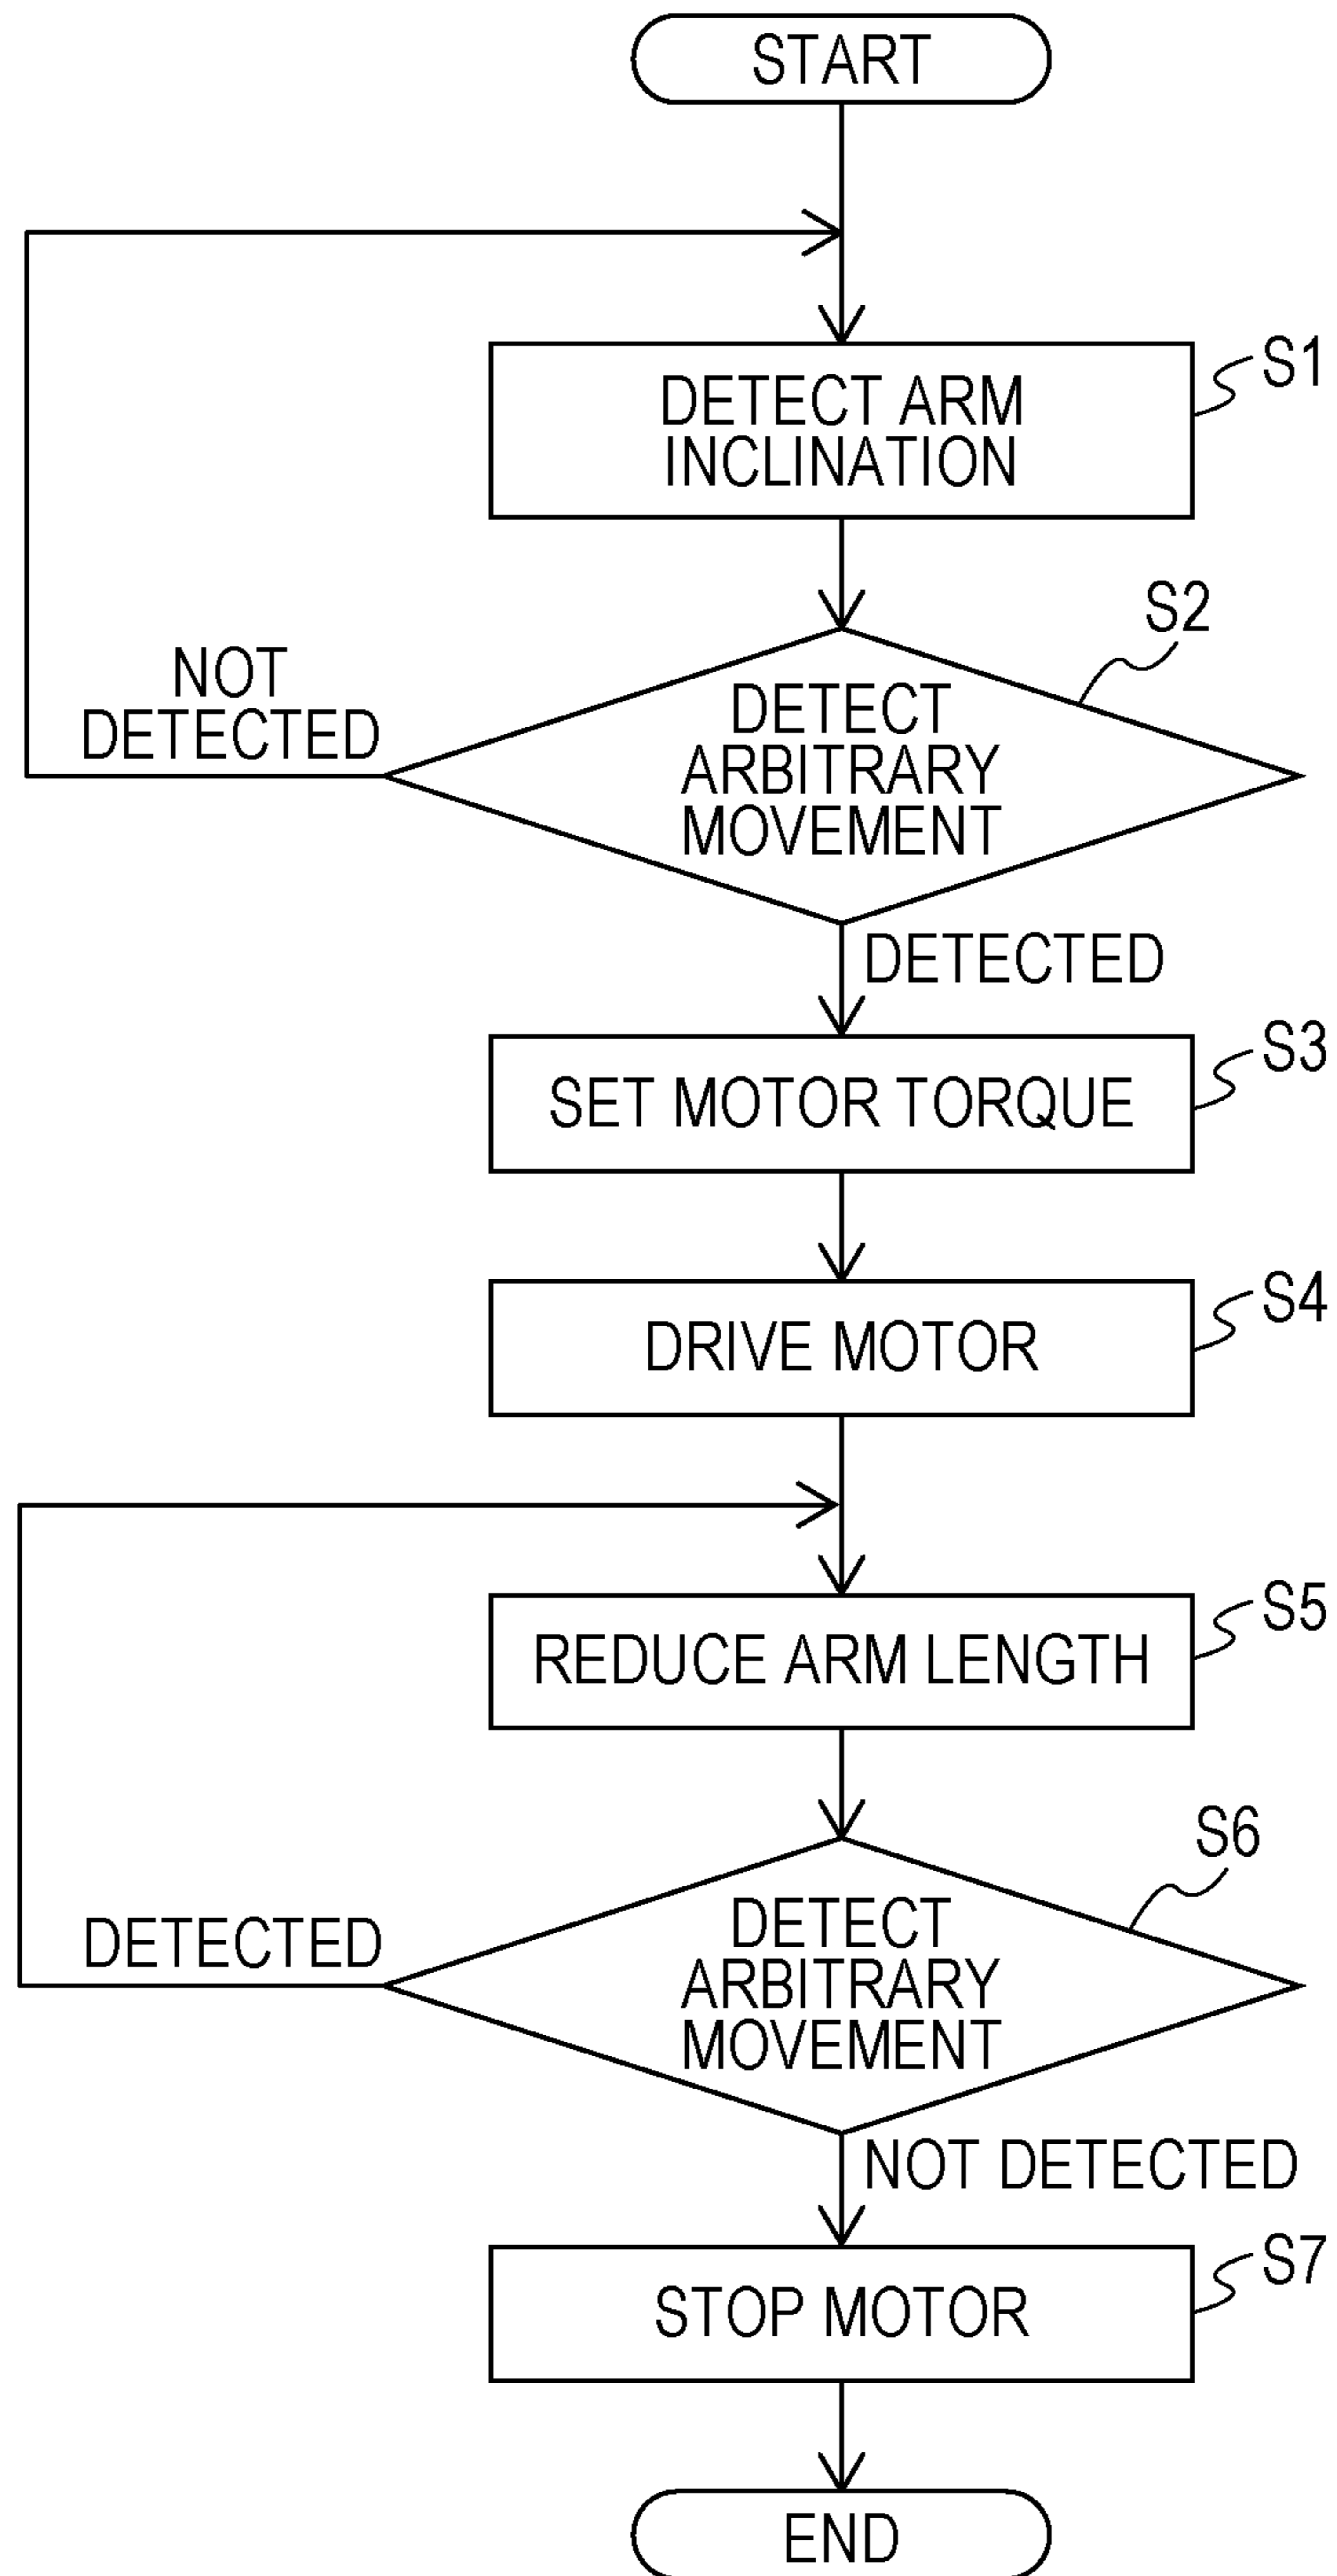 START
DETECT ARM
INCLINATION
S1
S2
NOT
DETECTED
DETECT
ARBITRARY
MOVEMENT
DETECTED
S3
SET MOTOR TORQUE
S4
DRIVE MOTOR
S5
REDUCE ARM LENGTH
S6
DETECTED
DETECT
ARBITRARY
MOVEMENT
NOT DETECTED
S7
STOP MOTOR
END